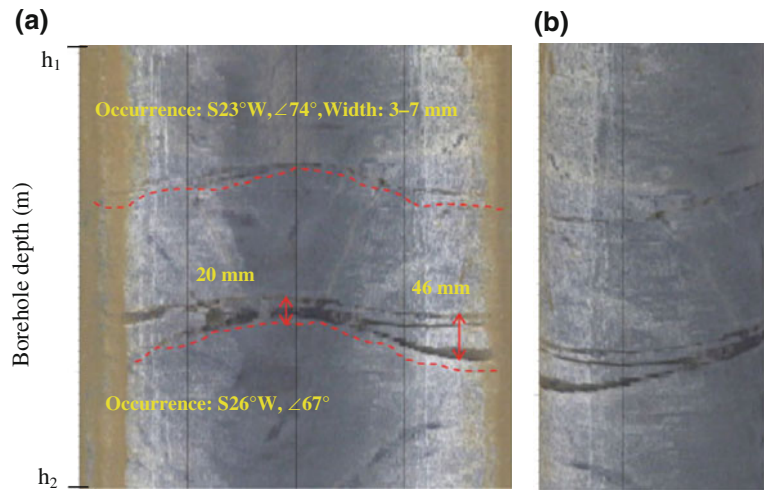 (a)
(b)
h1
Occurrence: S23°W,∠74°,Width: 3–7 mm
Borehole depth (m)
20 mm
46 mm
Occurrence: S26°W, ∠67°
h2